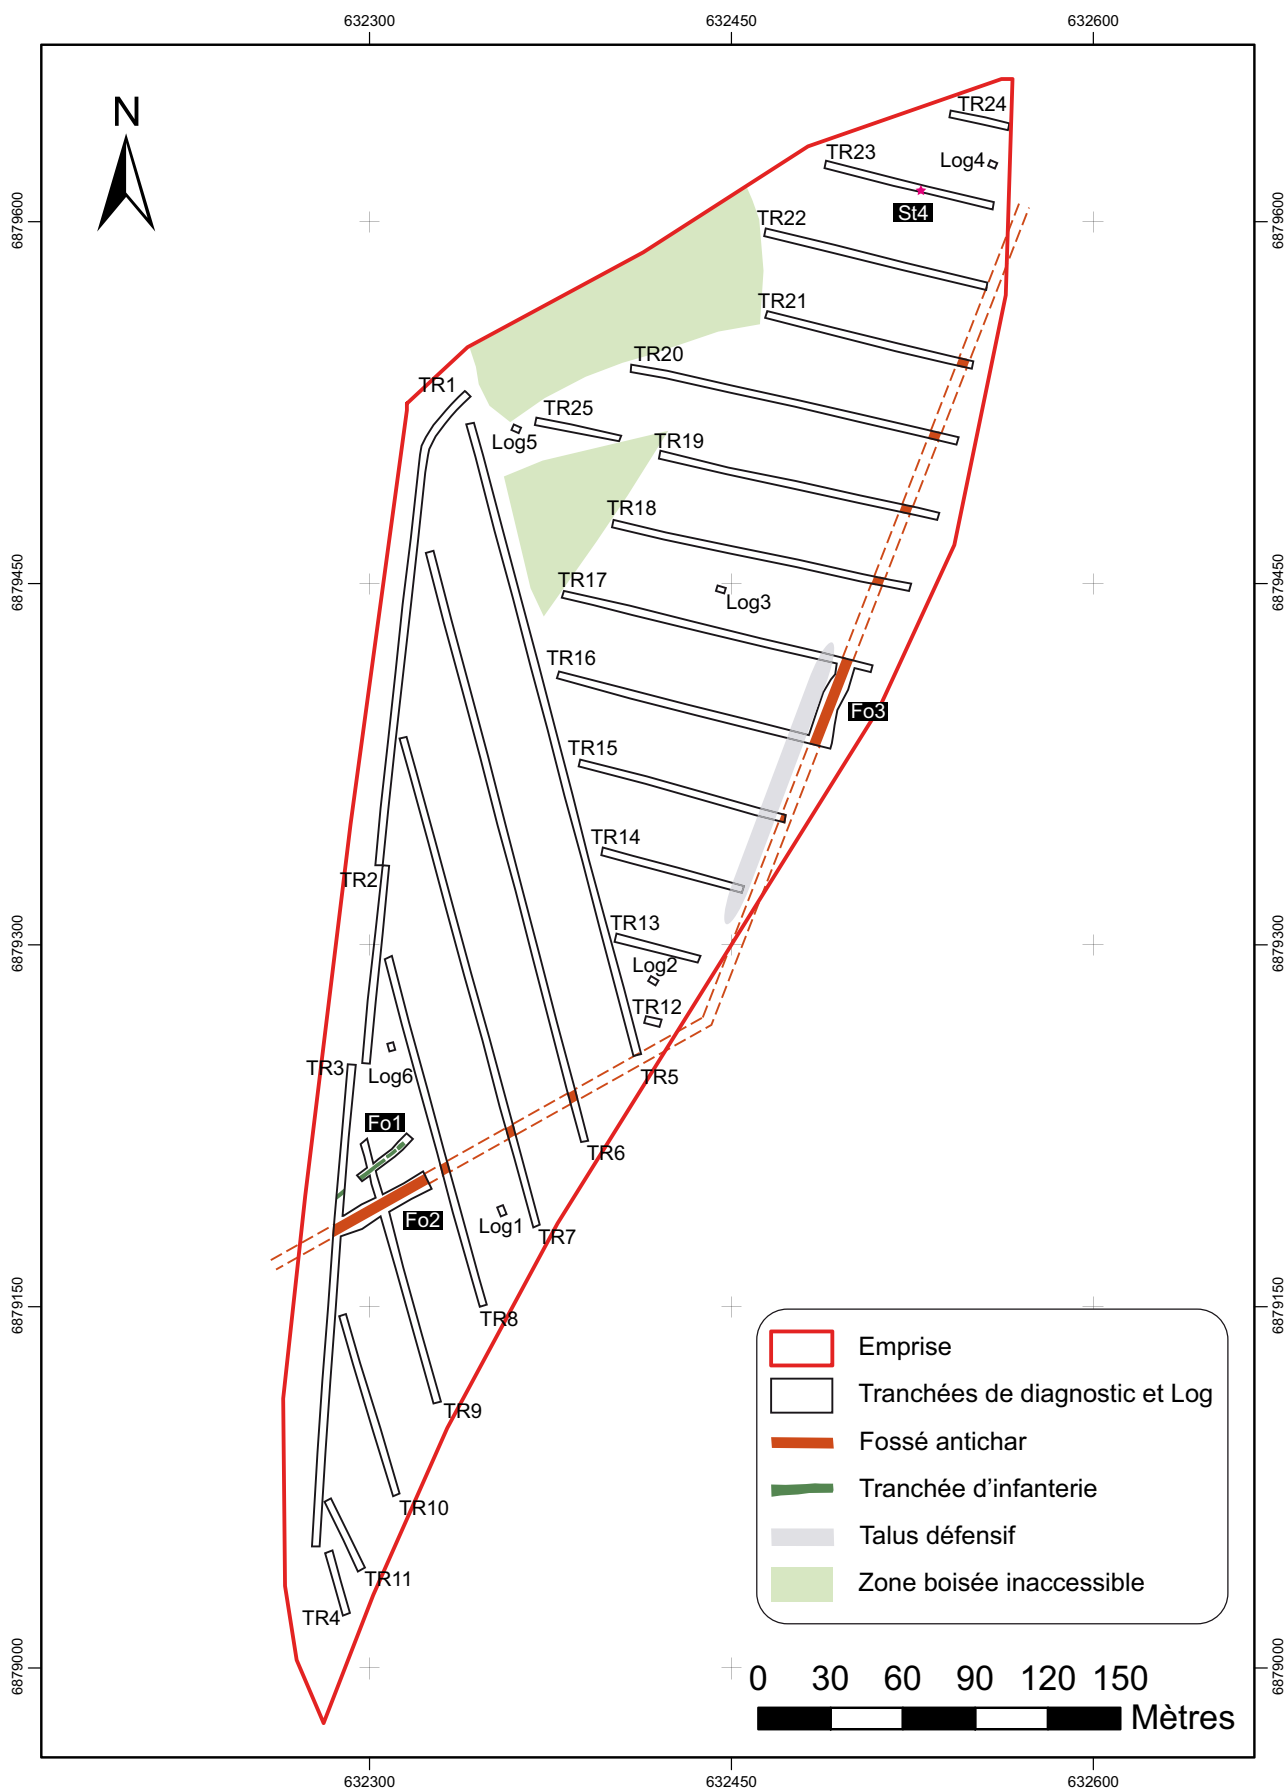 632300
632450
632600
N
TR24
TR23
Log4
St4
6879600
6879600
TR22
TR21
TR20
TR1
TR25
Log5
TR19
TR18
6879450
6879450
TR17
Log3
TR16
Fo3
TR15
TR14
TR2
TR13
6879300
6879300
Log2
TR12
TR3
Log6
TR5
Fo1
TR6
Fo2
Log1
TR7
6879150
6879150
TR8
Emprise
Tranchées de diagnostic et Log
TR9
Fossé antichar
Tranchée d'infanterie
TR10
Talus défensif
TR11
Zone boisée inaccessible
TR4
6879000
6879000
0 30 60 90 120 150
Mètres
632300
632450
632600